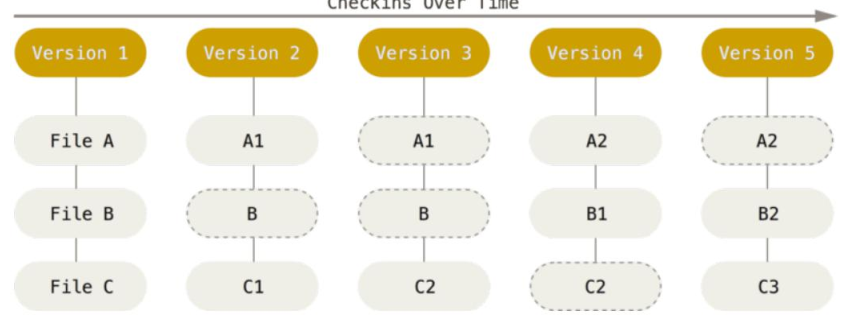 Checkins Over Time
Version 1 Version 2 Version 3 Version 4 Version 5
File A A1 A1 A2 A2
File B B B B1 B2
File C C1 C2 C2 C3